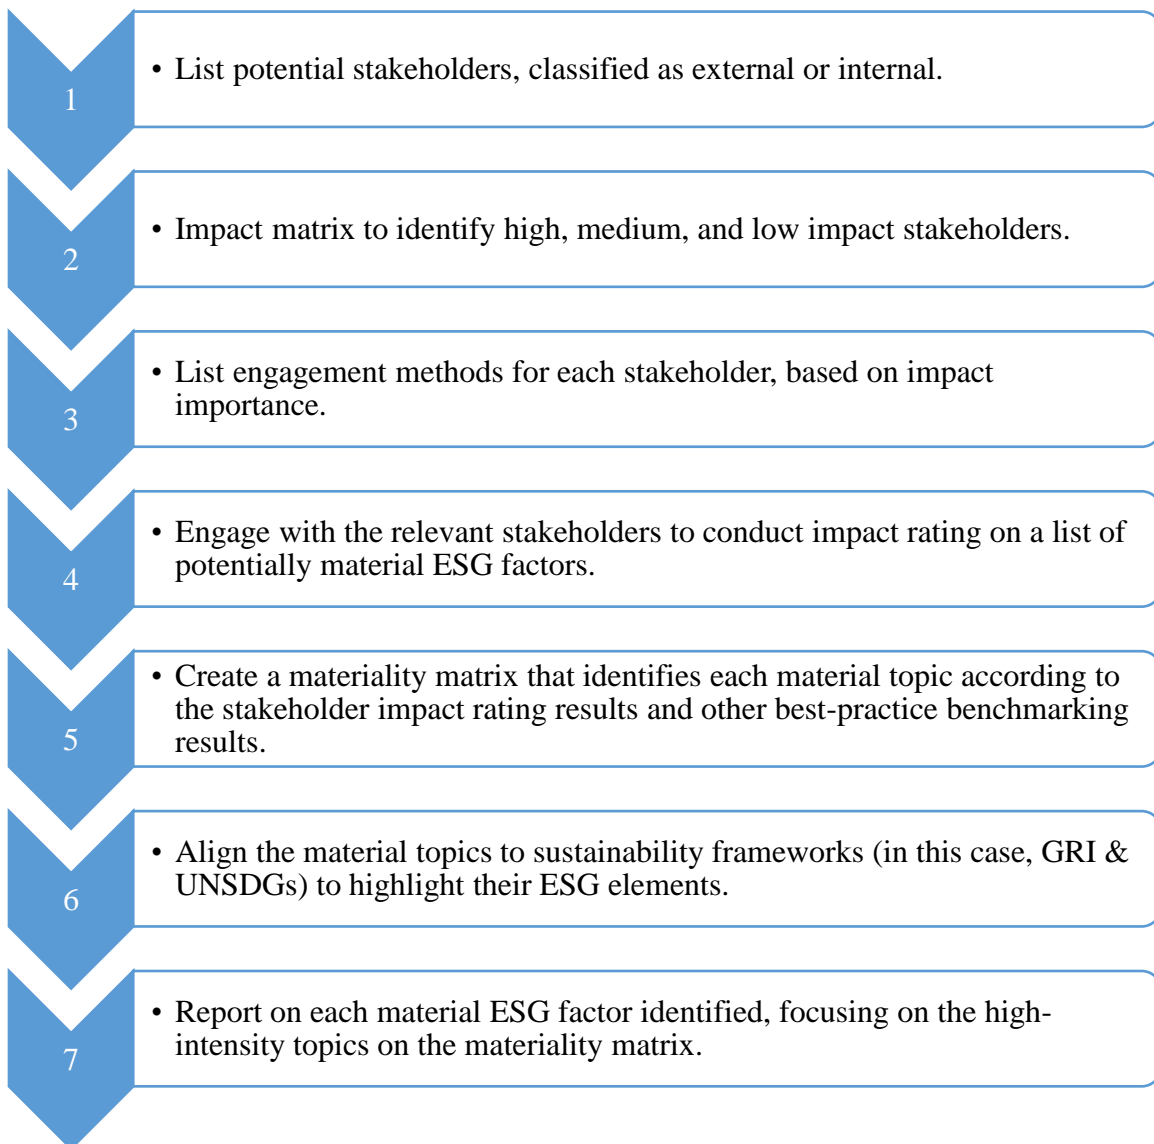 1
• List potential stakeholders, classified as external or internal.
2
• Impact matrix to identify high, medium, and low impact stakeholders.
3
• List engagement methods for each stakeholder, based on impact
importance.
4
• Engage with the relevant stakeholders to conduct impact rating on a list of
potentially material ESG factors.
5
• Create a materiality matrix that identifies each material topic according to
the stakeholder impact rating results and other best-practice benchmarking
results.
6
• Align the material topics to sustainability frameworks (in this case, GRI &
UNSDGs) to highlight their ESG elements.
7
• Report on each material ESG factor identified, focusing on the high-
intensity topics on the materiality matrix.